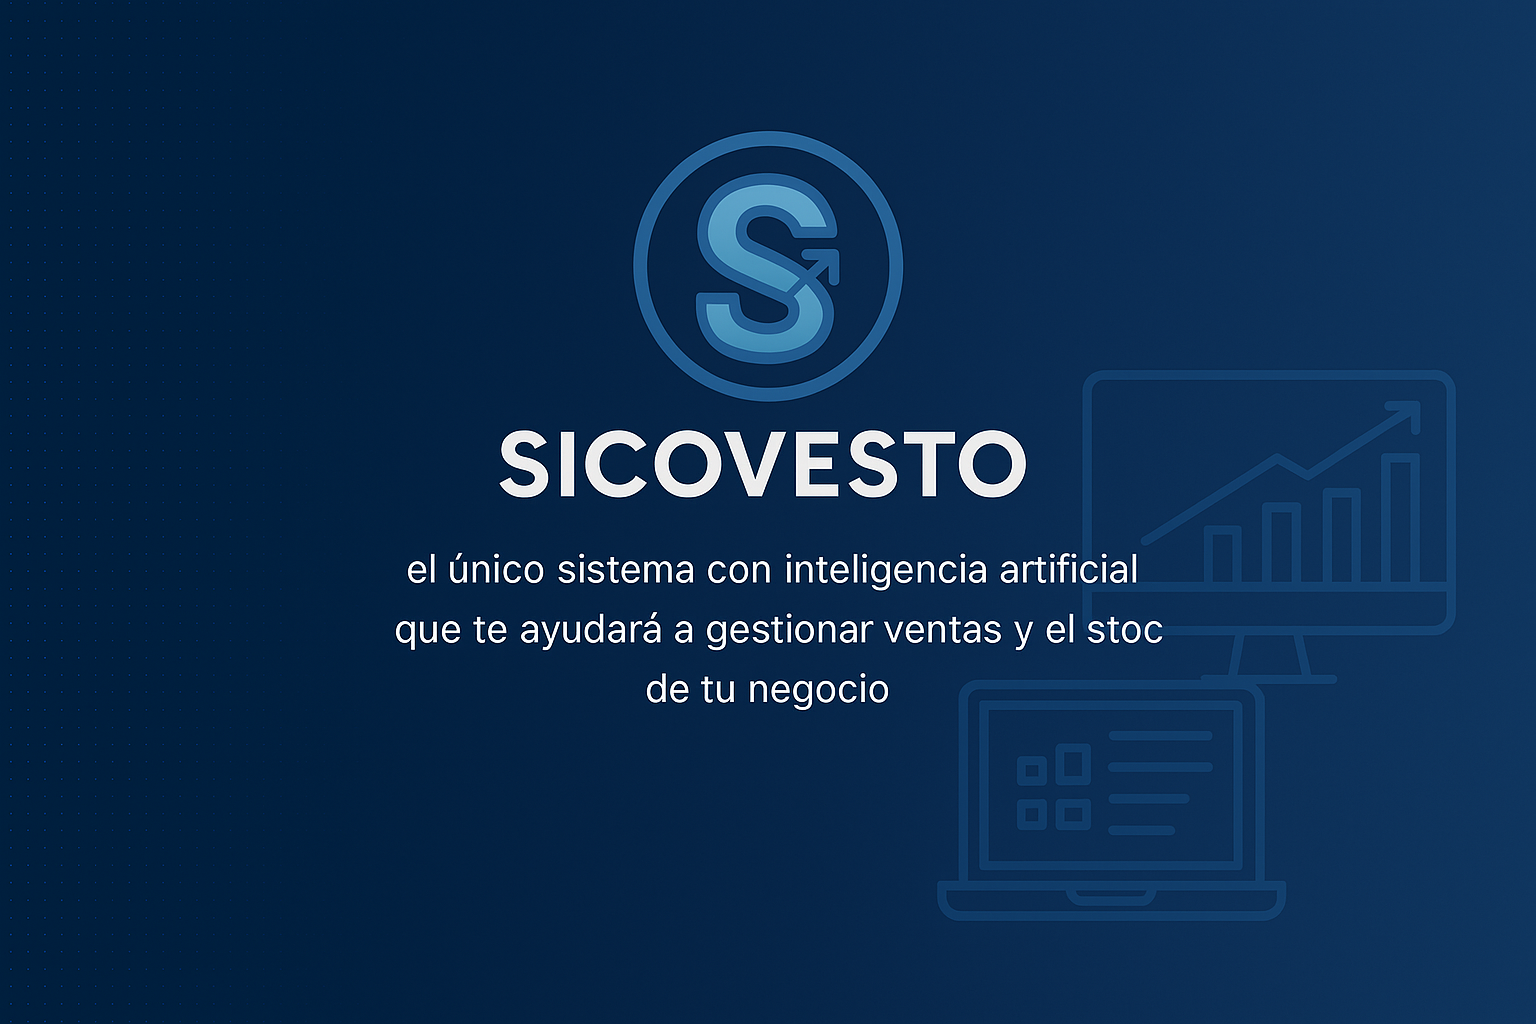 S
SICOVESTO
el único sistema con inteligencia artificial
que te ayudará a gestionar ventas y el stoc
de tu negocio